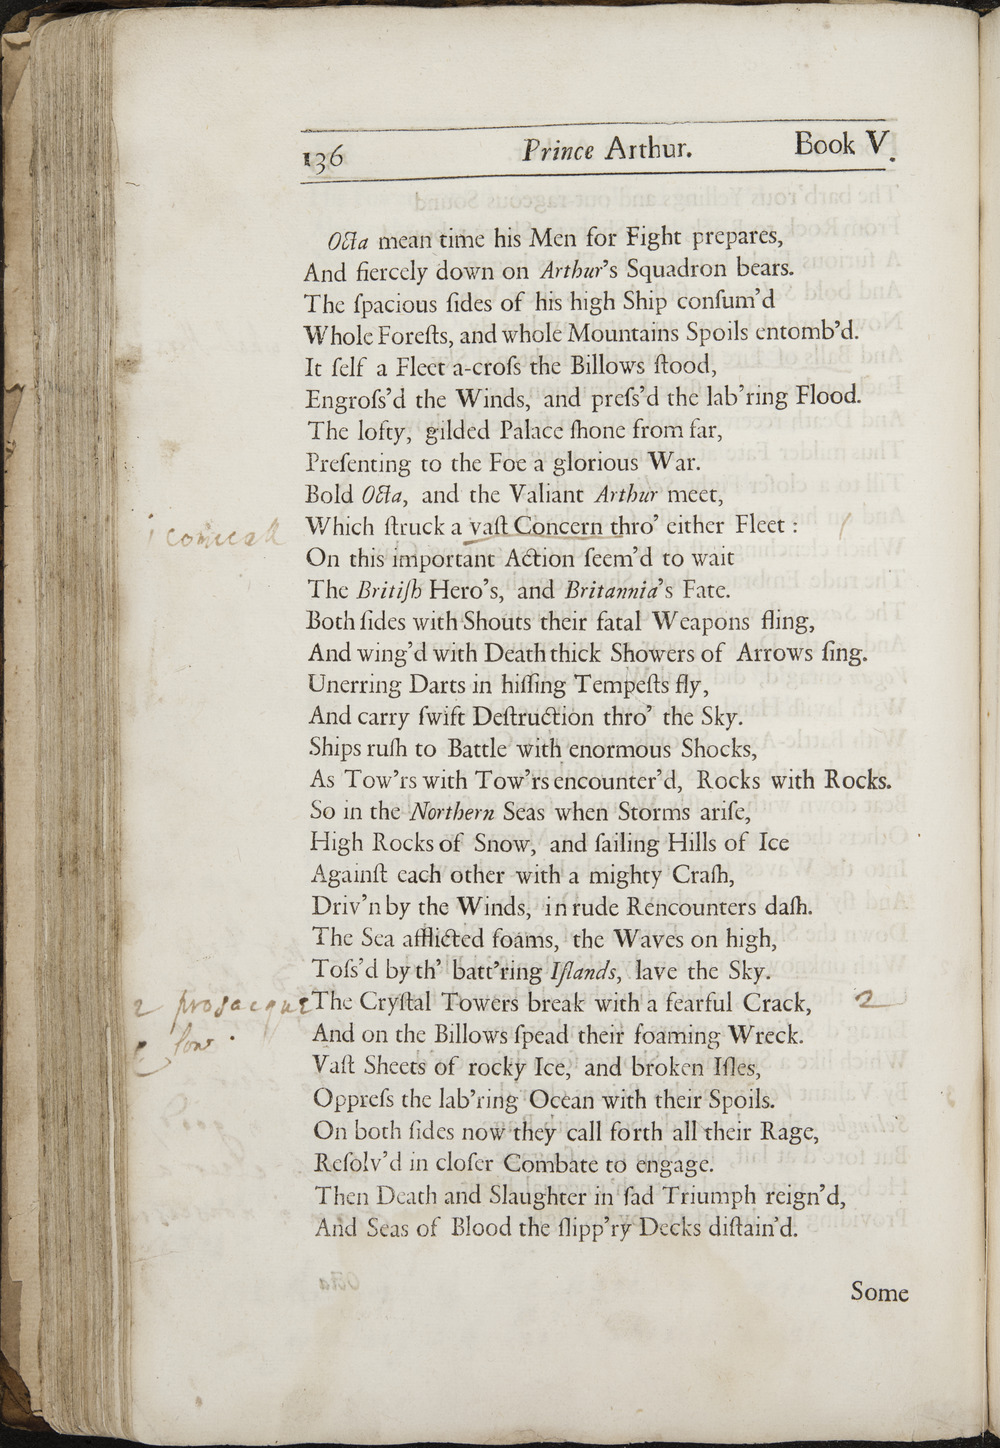 136 Prince Arthur. Book V.
Octa mean time his Men for Fight prepares,
And fiercely down on Arthur's Squadron bears.
The ſpacious ſides of his high Ship conſum'd
Whole Foreſts, and whole Mountains Spoils entomb'd.
It ſelf a Fleet a-croſs the Billows ſtood,
Engroſs'd the Winds, and preſs'd the lab'ring Flood.
The lofty, gilded Palace ſhone from far,
Preſenting to the Foe a glorious War.
Bold Octa, and the Valiant Arthur meet,
1 comicall Which ſtruck a vaſt Concern thro' either Fleet : 1
On this important Action ſeem'd to wait
The Britiſh Hero's, and Britannia's Fate.
Both ſides with Shouts their fatal Weapons fling,
And wing'd with Death thick Showers of Arrows ſing.
Unerring Darts in hiſſing Tempeſts fly,
And carry ſwift Deſtruction thro' the Sky.
Ships ruſh to Battle with enormous Shocks,
As Tow'rs with Tow'rs encounter'd, Rocks with Rocks.
So in the Northern Seas when Storms ariſe,
High Rocks of Snow, and ſailing Hills of Ice
Againſt each other with a mighty Craſh,
Driv'n by the Winds, in rude Rencounters daſh.
The Sea afflicted foams, the Waves on high,
Toſs'd by th' batt'ring Iſlands, lave the Sky.
2 prosaeque The Cryſtal Towers break with a fearful Crack, 2
low. And on the Billows ſpead their foaming Wreck.
Vaſt Sheets of rocky Ice, and broken Iſles,
Oppreſs the lab'ring Ocean with their Spoils.
On both ſides now they call forth all their Rage,
Reſolv'd in cloſer Combate to engage.
Then Death and Slaughter in ſad Triumph reign'd,
And Seas of Blood the ſlipp'ry Decks diſtain'd.
Some